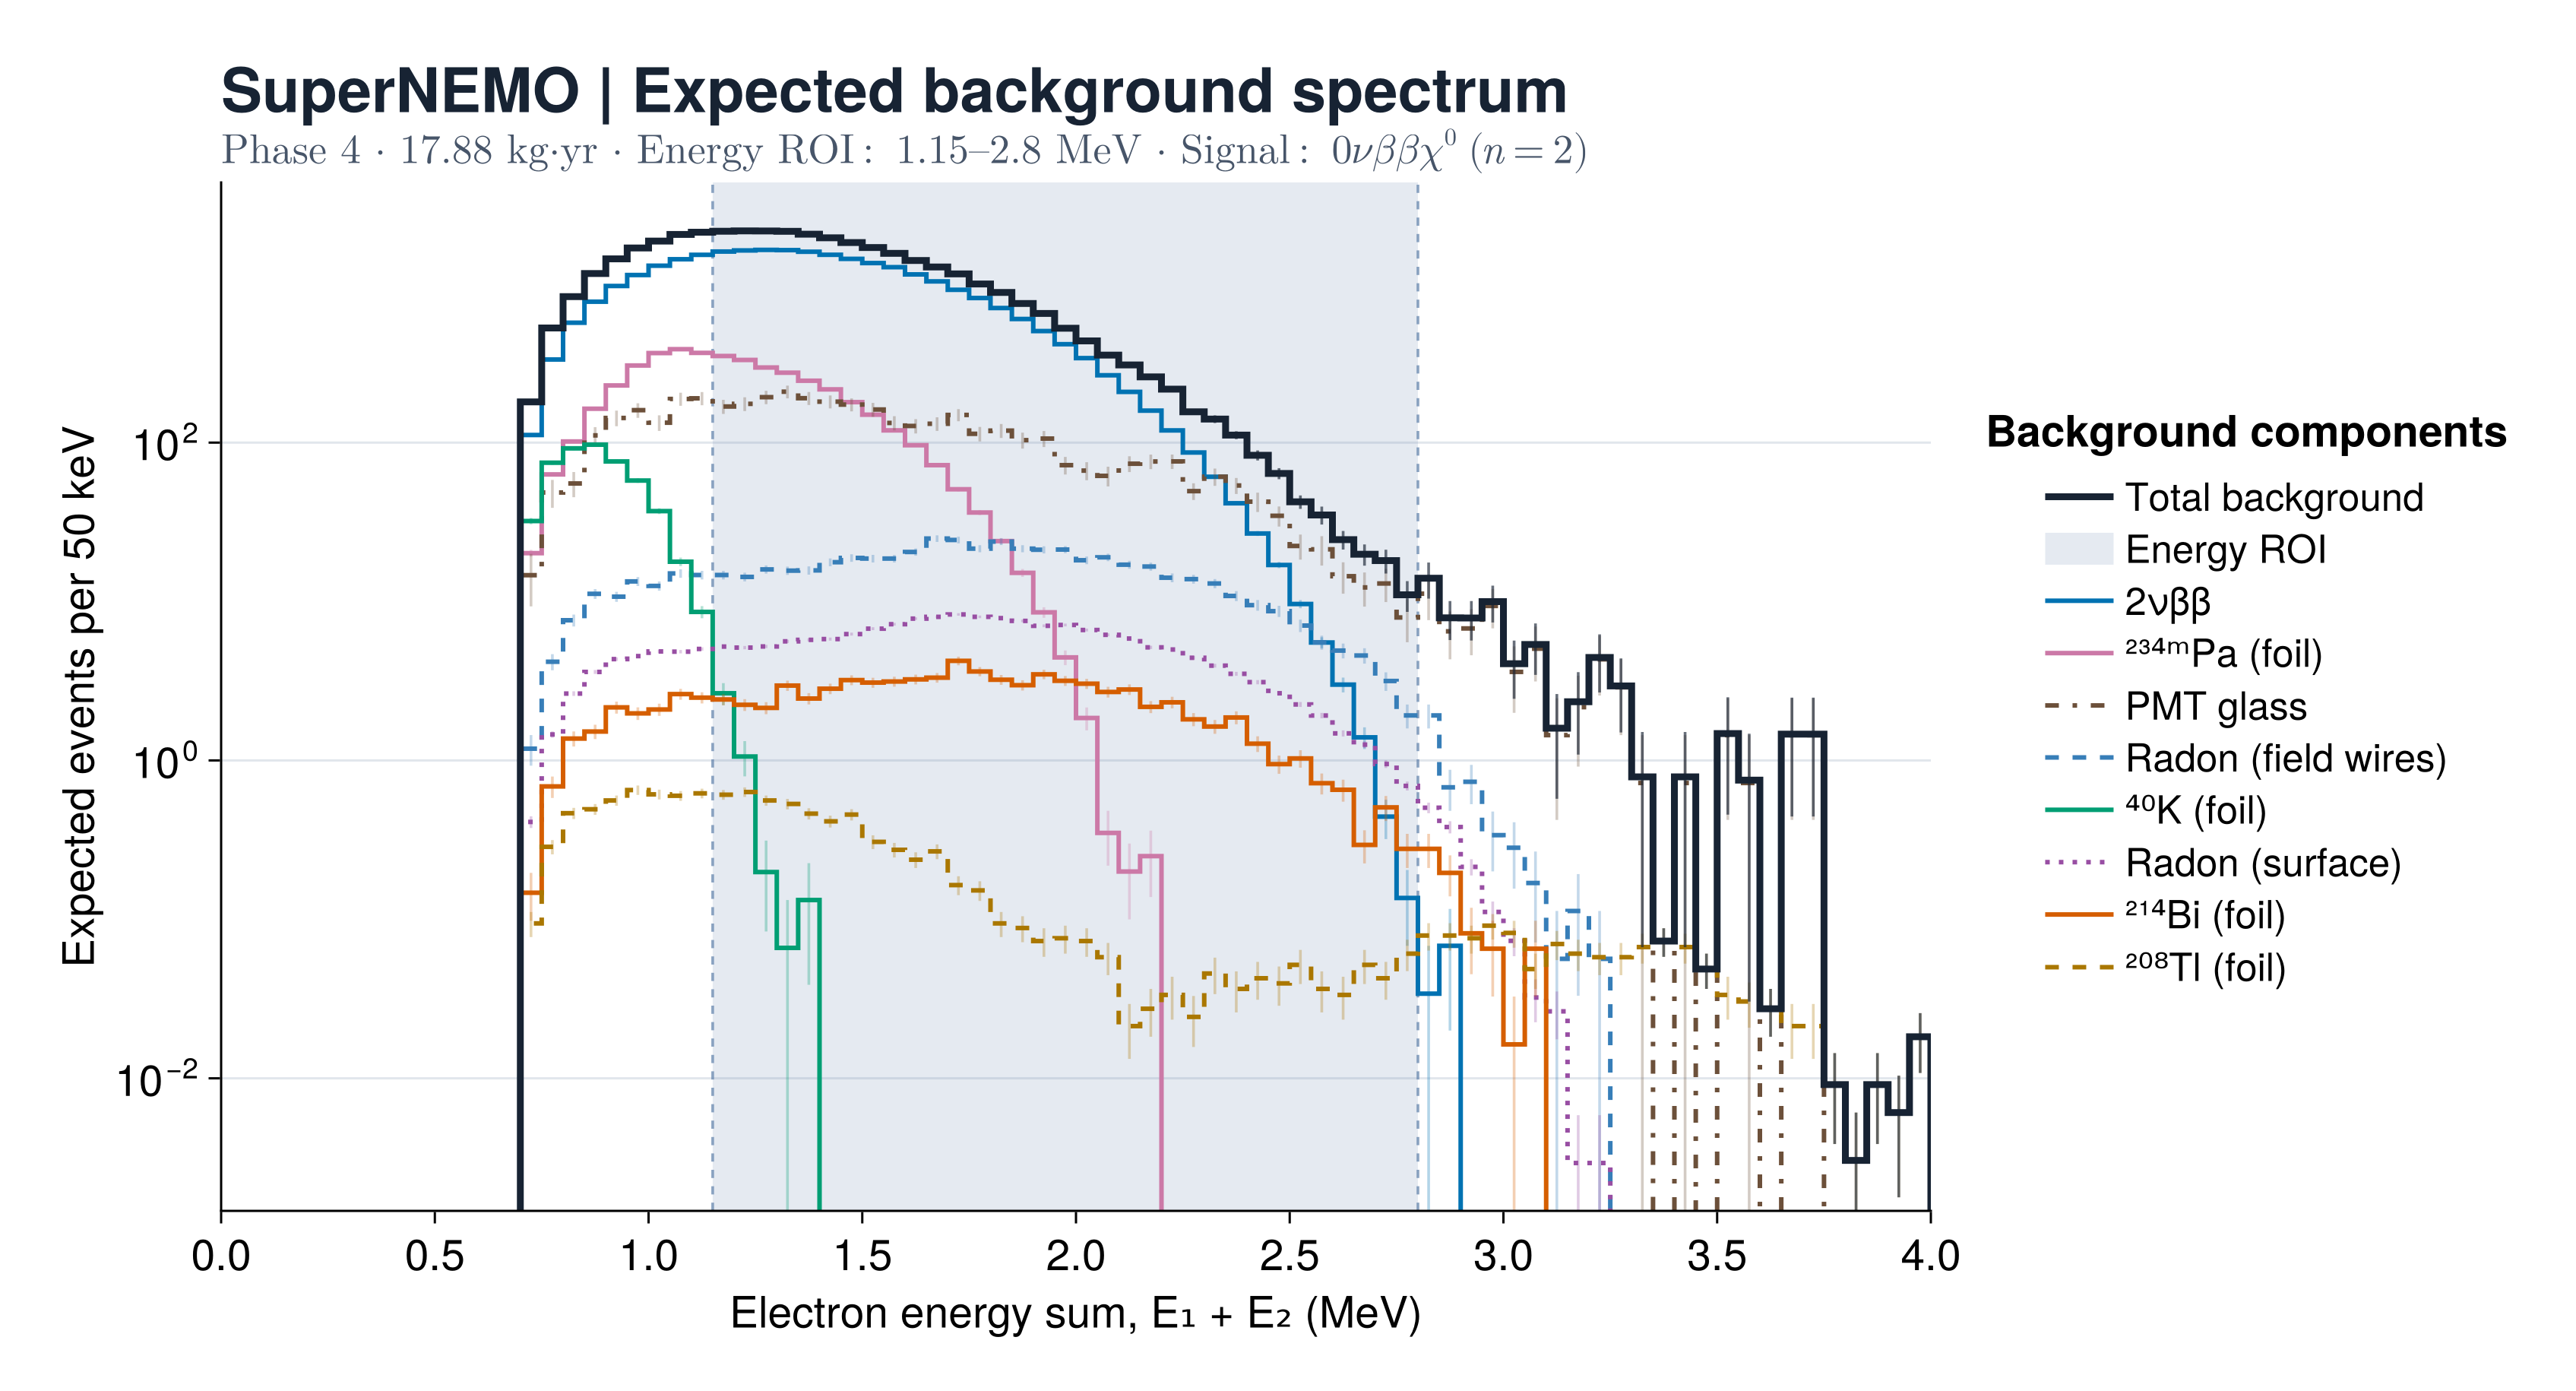 SuperNEMO | Expected background spectrum
Phase 4 · 17.88 kg·yr · Energy ROI: 1.15–2.8 MeV · Signal: 0νββχ⁰ (n = 2)
Expected events per 50 keV
10²
10⁰
10⁻²
0.0 0.5 1.0 1.5 2.0 2.5 3.0 3.5 4.0
Electron energy sum, E₁ + E₂ (MeV)
Background components
Total background
Energy ROI
2νββ
²³⁴ᵐPa (foil)
PMT glass
Radon (field wires)
⁴⁰K (foil)
Radon (surface)
²¹⁴Bi (foil)
²⁰⁸Tl (foil)